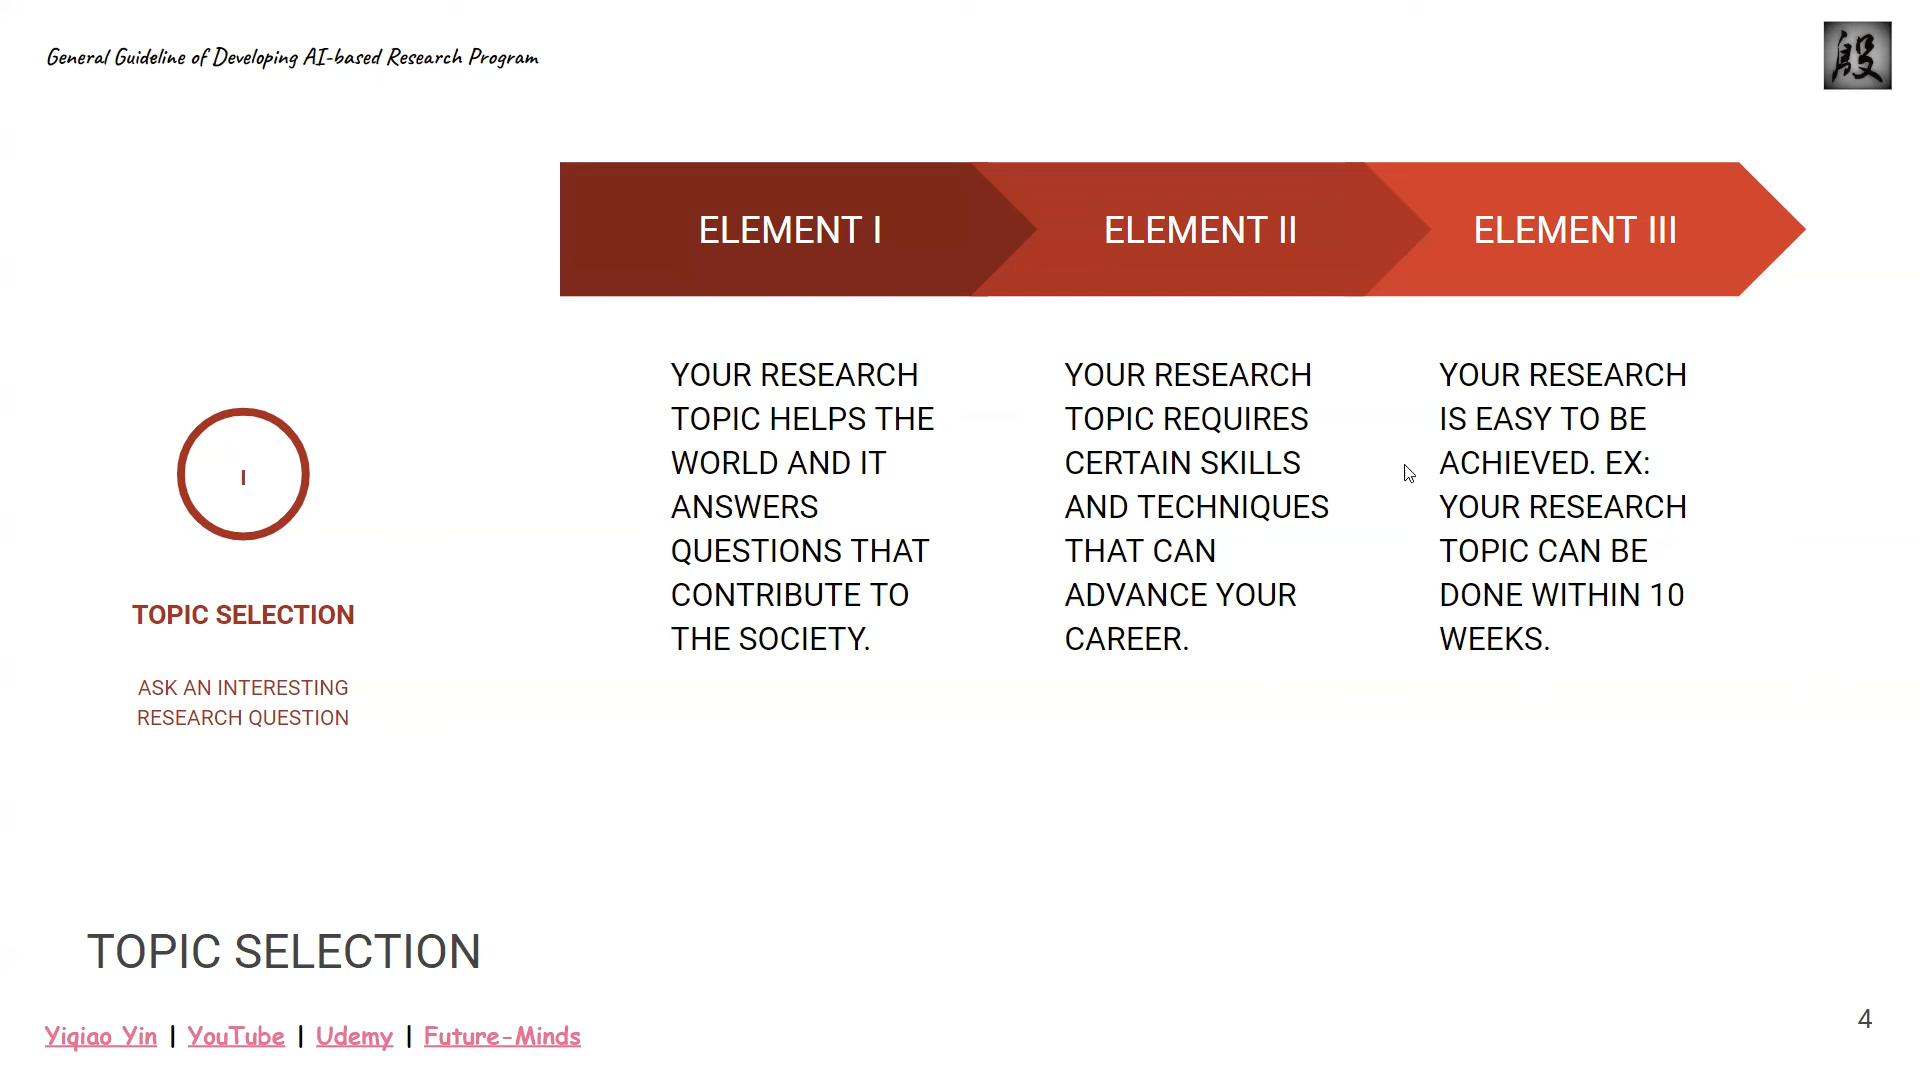 General Guideline of Developing AI-based Research Program
殷
ELEMENT I
ELEMENT II
ELEMENT III
YOUR RESEARCH
TOPIC HELPS THE
WORLD AND IT
ANSWERS
QUESTIONS THAT
CONTRIBUTE TO
THE SOCIETY.
YOUR RESEARCH
TOPIC REQUIRES
CERTAIN SKILLS
AND TECHNIQUES
THAT CAN
ADVANCE YOUR
CAREER.
YOUR RESEARCH
IS EASY TO BE
ACHIEVED. EX:
YOUR RESEARCH
TOPIC CAN BE
DONE WITHIN 10
WEEKS.
I
TOPIC SELECTION
ASK AN INTERESTING
RESEARCH QUESTION
TOPIC SELECTION
Yiqiao Yin | YouTube | Udemy | Future-Minds
4